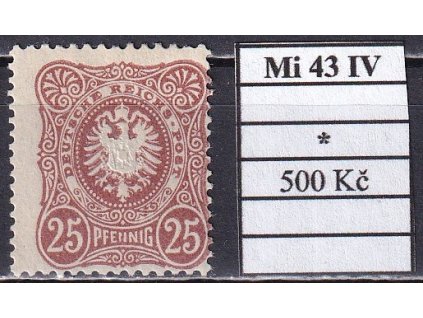 DEUTSCHE REICHS-POST
25 PFENNIG 25
Mi 43 IV
*
500 Kč